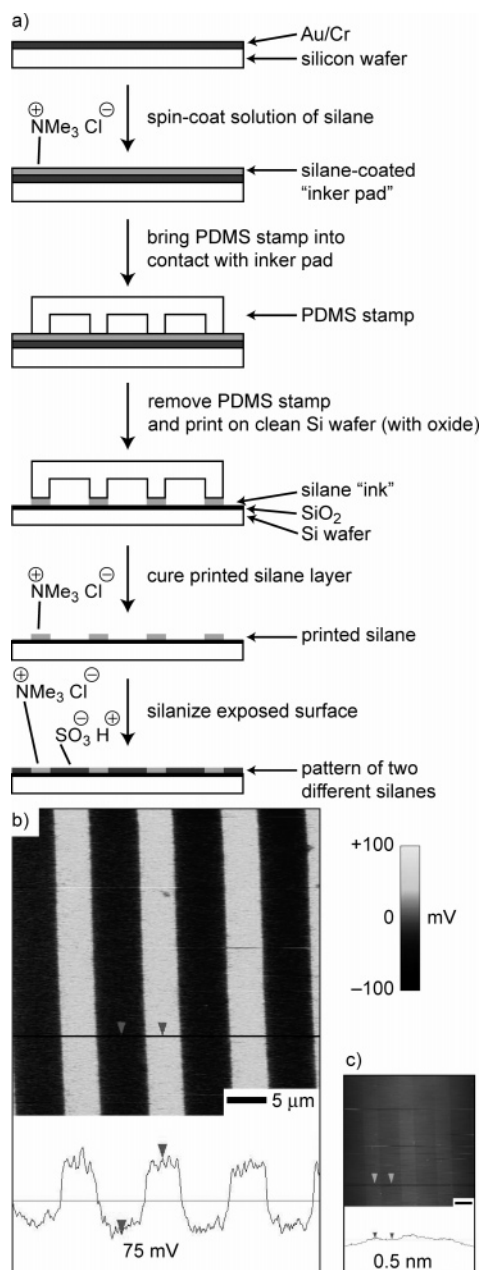 a)
Au/Cr
silicon wafer
⊕ ⊖
NMe3 Cl
spin-coat solution of silane
silane-coated
“inker pad”
bring PDMS stamp into
contact with inker pad
PDMS stamp
remove PDMS stamp
and print on clean Si wafer (with oxide)
silane “ink”
SiO2
Si wafer
⊕ ⊖
NMe3 Cl
cure printed silane layer
printed silane
⊕ ⊖
NMe3 Cl
⊖ ⊕
SO3 H
silanize exposed surface
pattern of two
different silanes
b)
+100
0 mV
–100
5 μm
75 mV
c)
0.5 nm